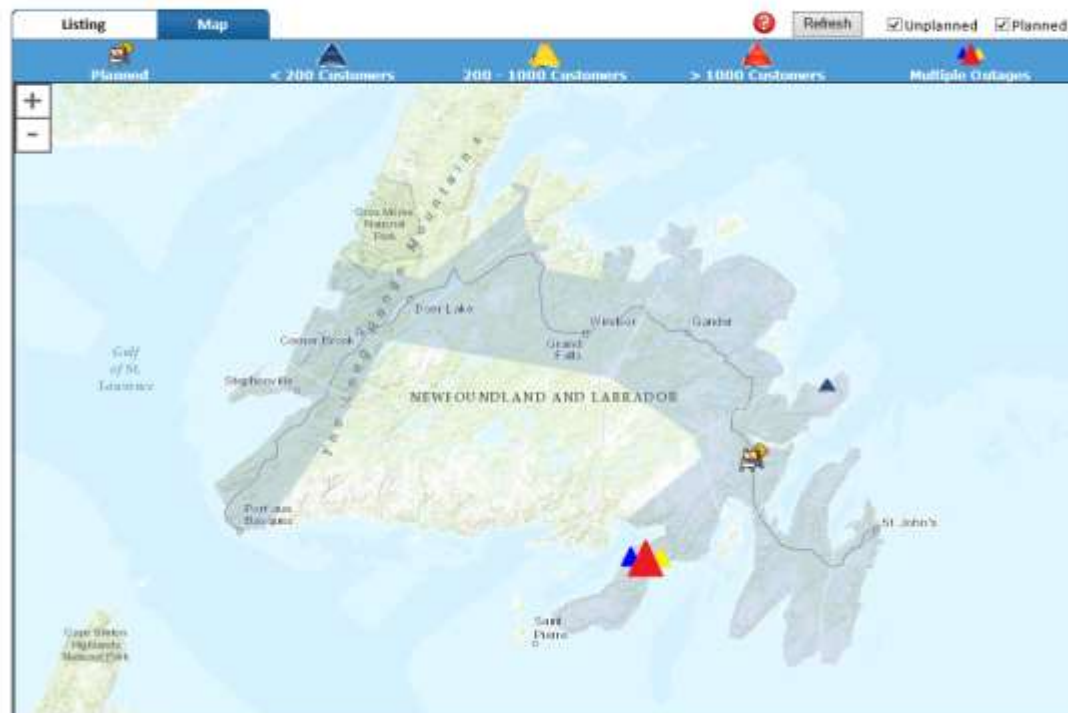 Listing
Map
?
Refresh
Unplanned
Planned
Planned
< 200 Customers
200 - 1000 Customers
> 1000 Customers
Multiple Outages
+
-
Gros Morne
National
Park
The Long Range Mountains
Deer Lake
Windsor
Gander
Grand
Falls
Corner Brook
Gulf
of St.
Lawrence
Stephenville
NEWFOUNDLAND AND LABRADOR
Port aux
Basques
St. John's
Saint
Pierre
Cape Breton
Highlands
National Park